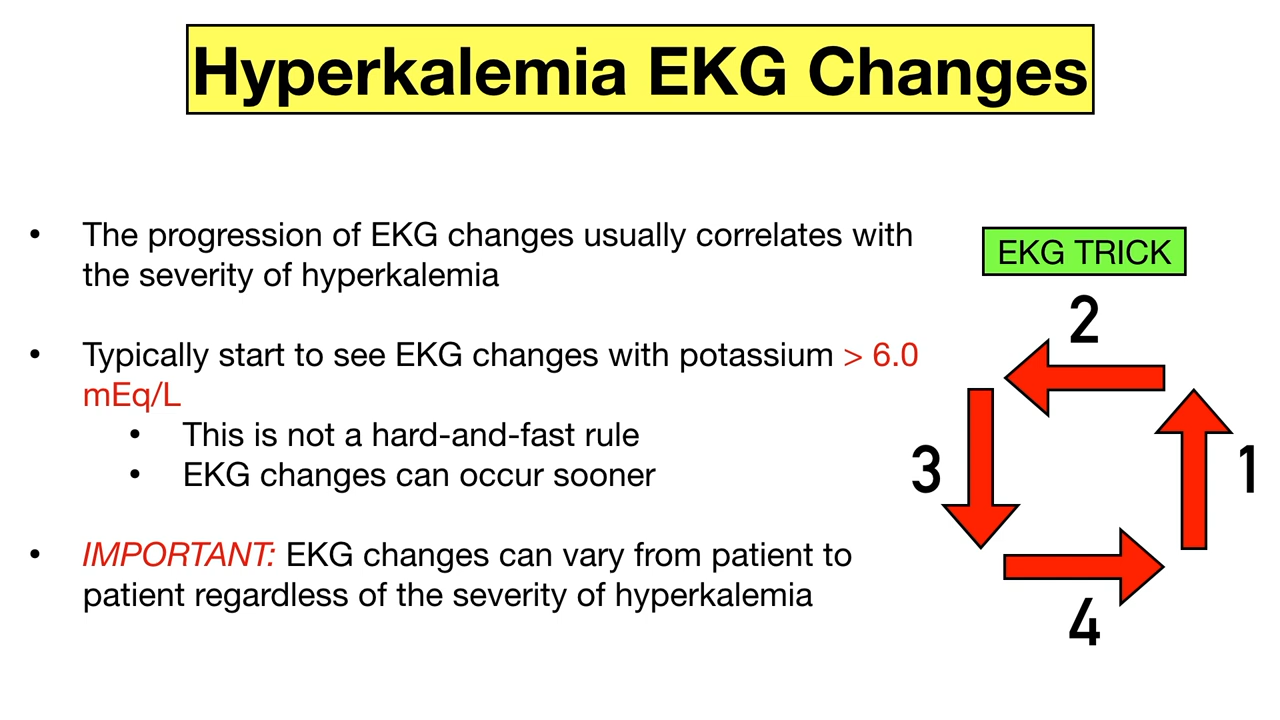 Hyperkalemia EKG Changes
• The progression of EKG changes usually correlates with
the severity of hyperkalemia
• Typically start to see EKG changes with potassium > 6.0
mEq/L
• This is not a hard-and-fast rule
• EKG changes can occur sooner
• IMPORTANT: EKG changes can vary from patient to
patient regardless of the severity of hyperkalemia
EKG TRICK
2
3
1
4